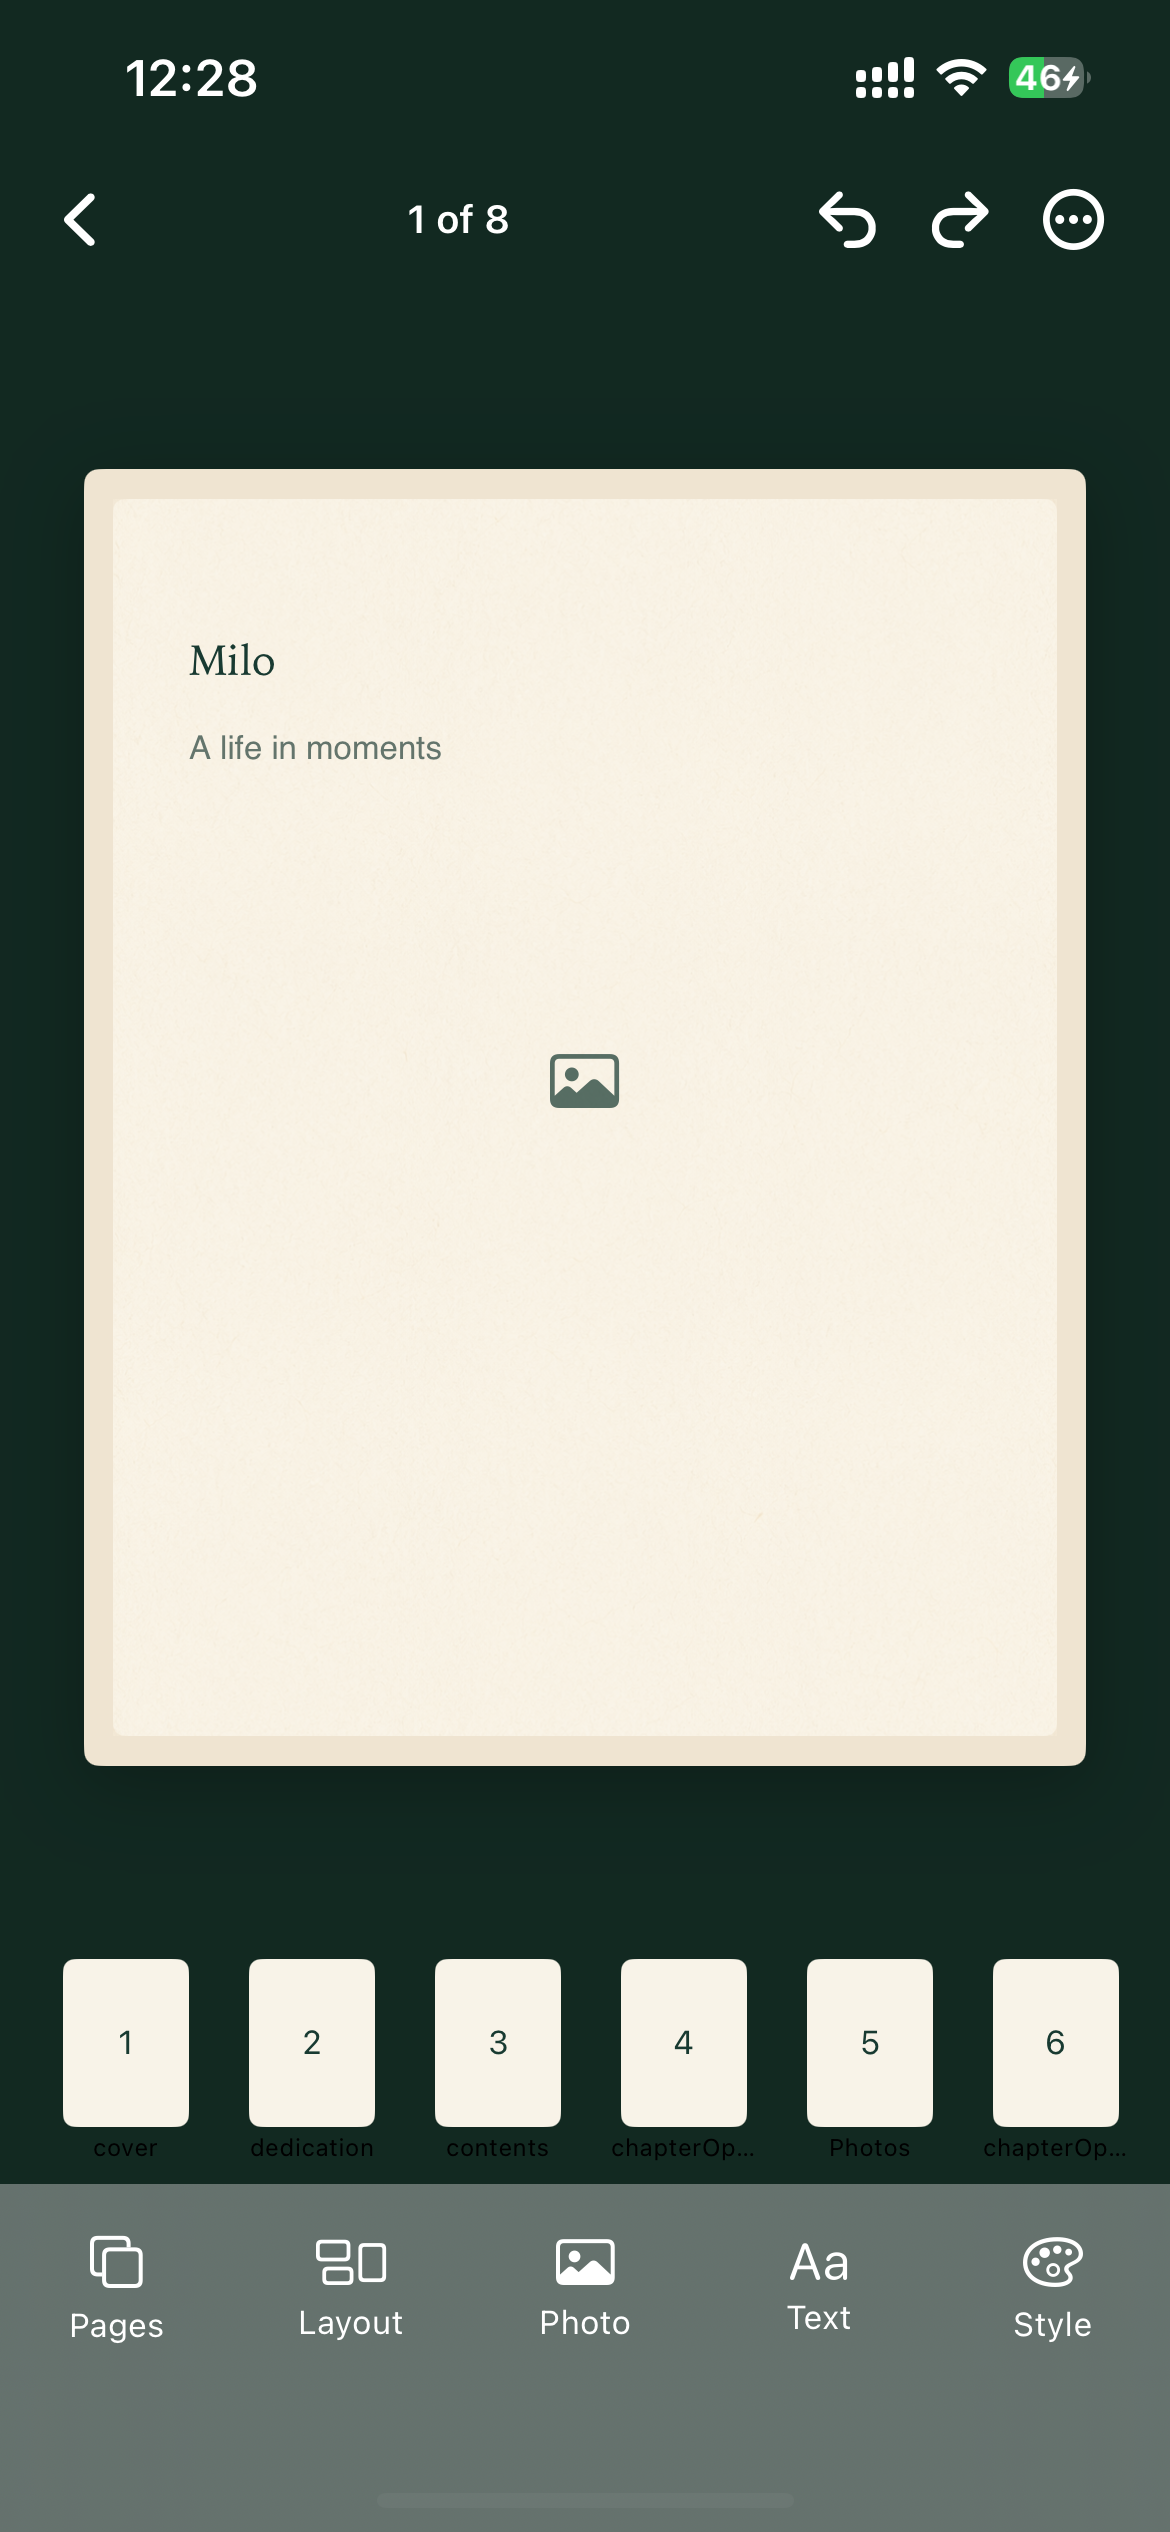 12:28
46
1 of 8
Milo
A life in moments
1 2 3 4 5 6
cover dedication contents chapterOp... Photos chapterOp...
Aa
Pages Layout Photo Text Style